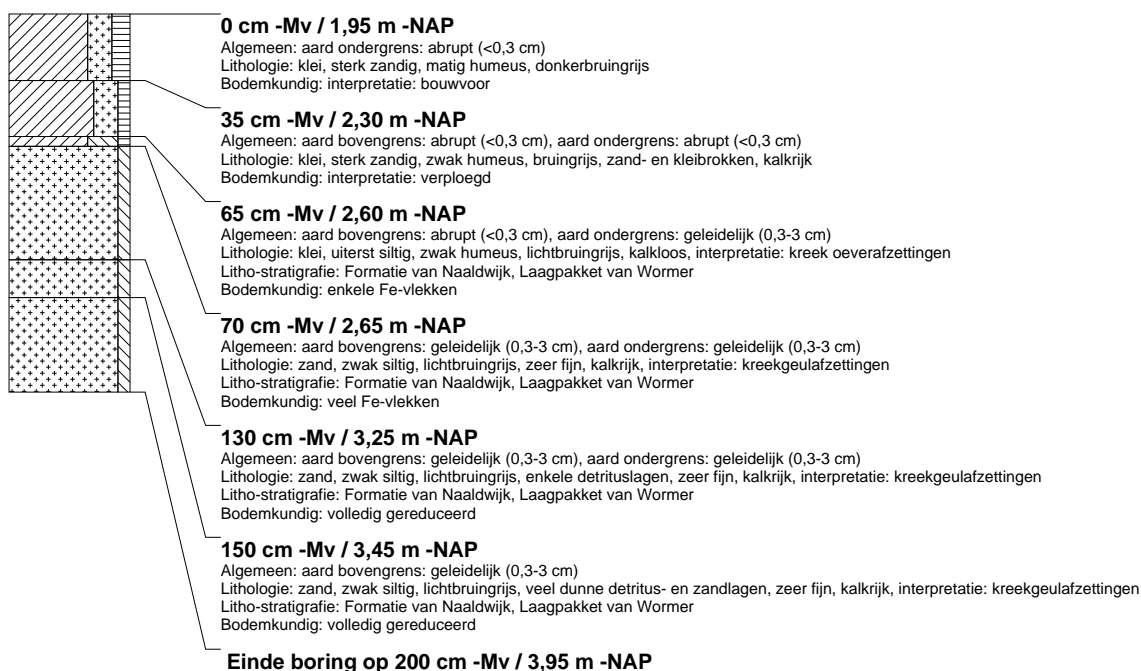 0 cm -Mv / 1,95 m -NAP
Algemeen: aard ondergrens: abrupt (<0,3 cm)
Lithologie: klei, sterk zandig, matig humeus, donkerbruingrijs
Bodemkundig: interpretatie: bouwvoor
35 cm -Mv / 2,30 m -NAP
Algemeen: aard bovengrens: abrupt (<0,3 cm), aard ondergrens: abrupt (<0,3 cm)
Lithologie: klei, sterk zandig, zwak humeus, bruingrijs, zand- en kleibrokken, kalkrijk
Bodemkundig: interpretatie: verploegd
65 cm -Mv / 2,60 m -NAP
Algemeen: aard bovengrens: abrupt (<0,3 cm), aard ondergrens: geleidelijk (0,3-3 cm)
Lithologie: klei, uiterst siltig, zwak humeus, lichtbruingrijs, kalkloos, interpretatie: kreek oeverafzettingen
Litho-stratigrafie: Formatie van Naaldwijk, Laagpakket van Wormer
Bodemkundig: enkele Fe-vlekken
70 cm -Mv / 2,65 m -NAP
Algemeen: aard bovengrens: geleidelijk (0,3-3 cm), aard ondergrens: geleidelijk (0,3-3 cm)
Lithologie: zand, zwak siltig, lichtbruingrijs, zeer fijn, kalkrijk, interpretatie: kreekgeulafzettingen
Litho-stratigrafie: Formatie van Naaldwijk, Laagpakket van Wormer
Bodemkundig: veel Fe-vlekken
130 cm -Mv / 3,25 m -NAP
Algemeen: aard bovengrens: geleidelijk (0,3-3 cm), aard ondergrens: geleidelijk (0,3-3 cm)
Lithologie: zand, zwak siltig, lichtbruingrijs, enkele detrituslagen, zeer fijn, kalkrijk, interpretatie: kreekgeulafzettingen
Litho-stratigrafie: Formatie van Naaldwijk, Laagpakket van Wormer
Bodemkundig: volledig gereduceerd
150 cm -Mv / 3,45 m -NAP
Algemeen: aard bovengrens: geleidelijk (0,3-3 cm)
Lithologie: zand, zwak siltig, lichtbruingrijs, veel dunne detritus- en zandlagen, zeer fijn, kalkrijk, interpretatie: kreekgeulafzettingen
Litho-stratigrafie: Formatie van Naaldwijk, Laagpakket van Wormer
Bodemkundig: volledig gereduceerd
Einde boring op 200 cm -Mv / 3,95 m -NAP